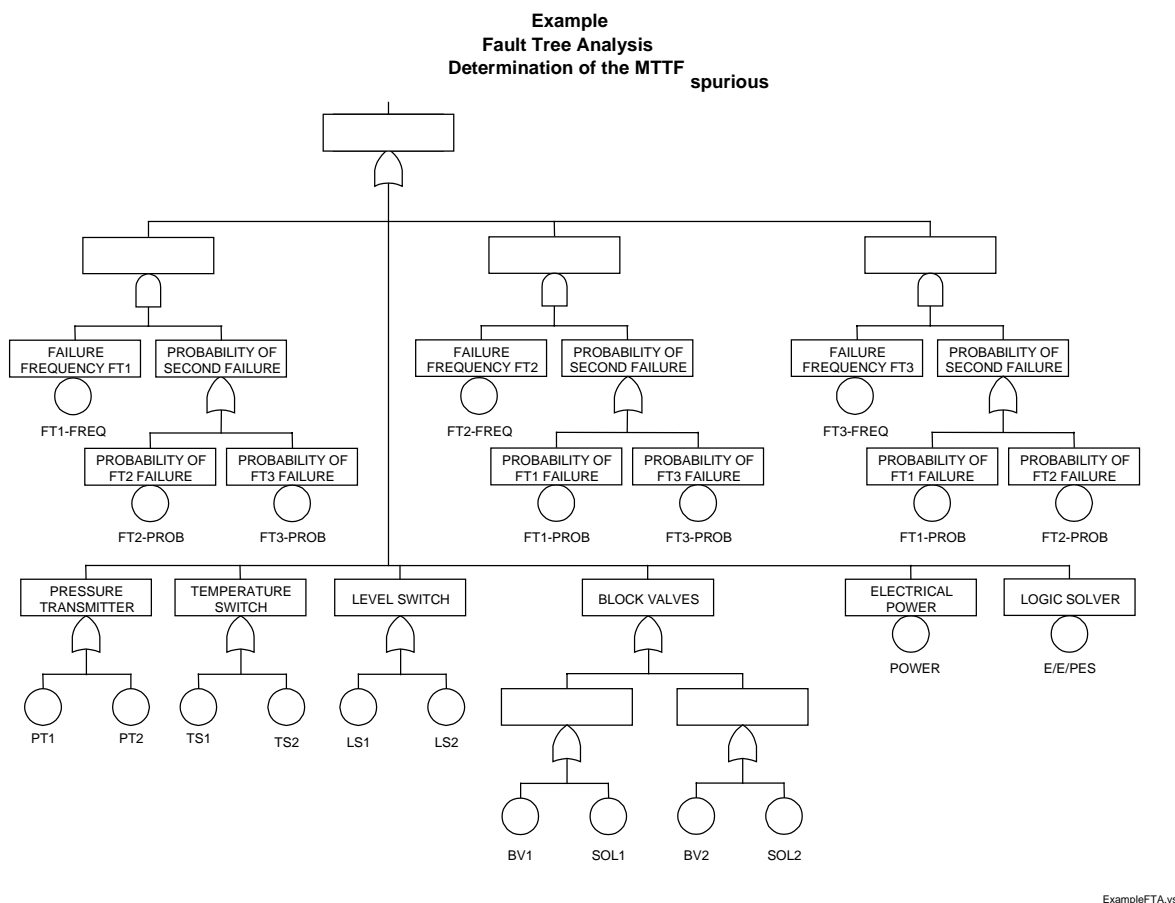 Example
Fault Tree Analysis
Determination of the MTTF spurious
FAILURE
FREQUENCY FT1
PROBABILITY OF
SECOND FAILURE
FAILURE
FREQUENCY FT2
PROBABILITY OF
SECOND FAILURE
FAILURE
FREQUENCY FT3
PROBABILITY OF
SECOND FAILURE
FT1-FREQ
FT2-FREQ
FT3-FREQ
PROBABILITY OF
FT2 FAILURE
PROBABILITY OF
FT3 FAILURE
PROBABILITY OF
FT1 FAILURE
PROBABILITY OF
FT3 FAILURE
PROBABILITY OF
FT1 FAILURE
PROBABILITY OF
FT2 FAILURE
FT2-PROB
FT3-PROB
FT1-PROB
FT3-PROB
FT1-PROB
FT2-PROB
PRESSURE
TRANSMITTER
TEMPERATURE
SWITCH
LEVEL SWITCH
BLOCK VALVES
ELECTRICAL
POWER
LOGIC SOLVER
POWER
E/E/PES
PT1
PT2
TS1
TS2
LS1
LS2
BV1
SOL1
BV2
SOL2
ExampleFTA.vs